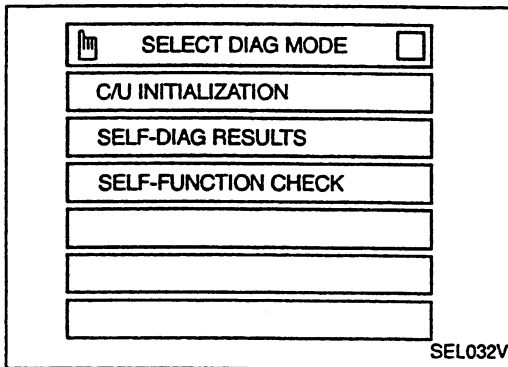 SELECT DIAG MODE
C/U INITIALIZATION
SELF-DIAG RESULTS
SELF-FUNCTION CHECK
SEL032V